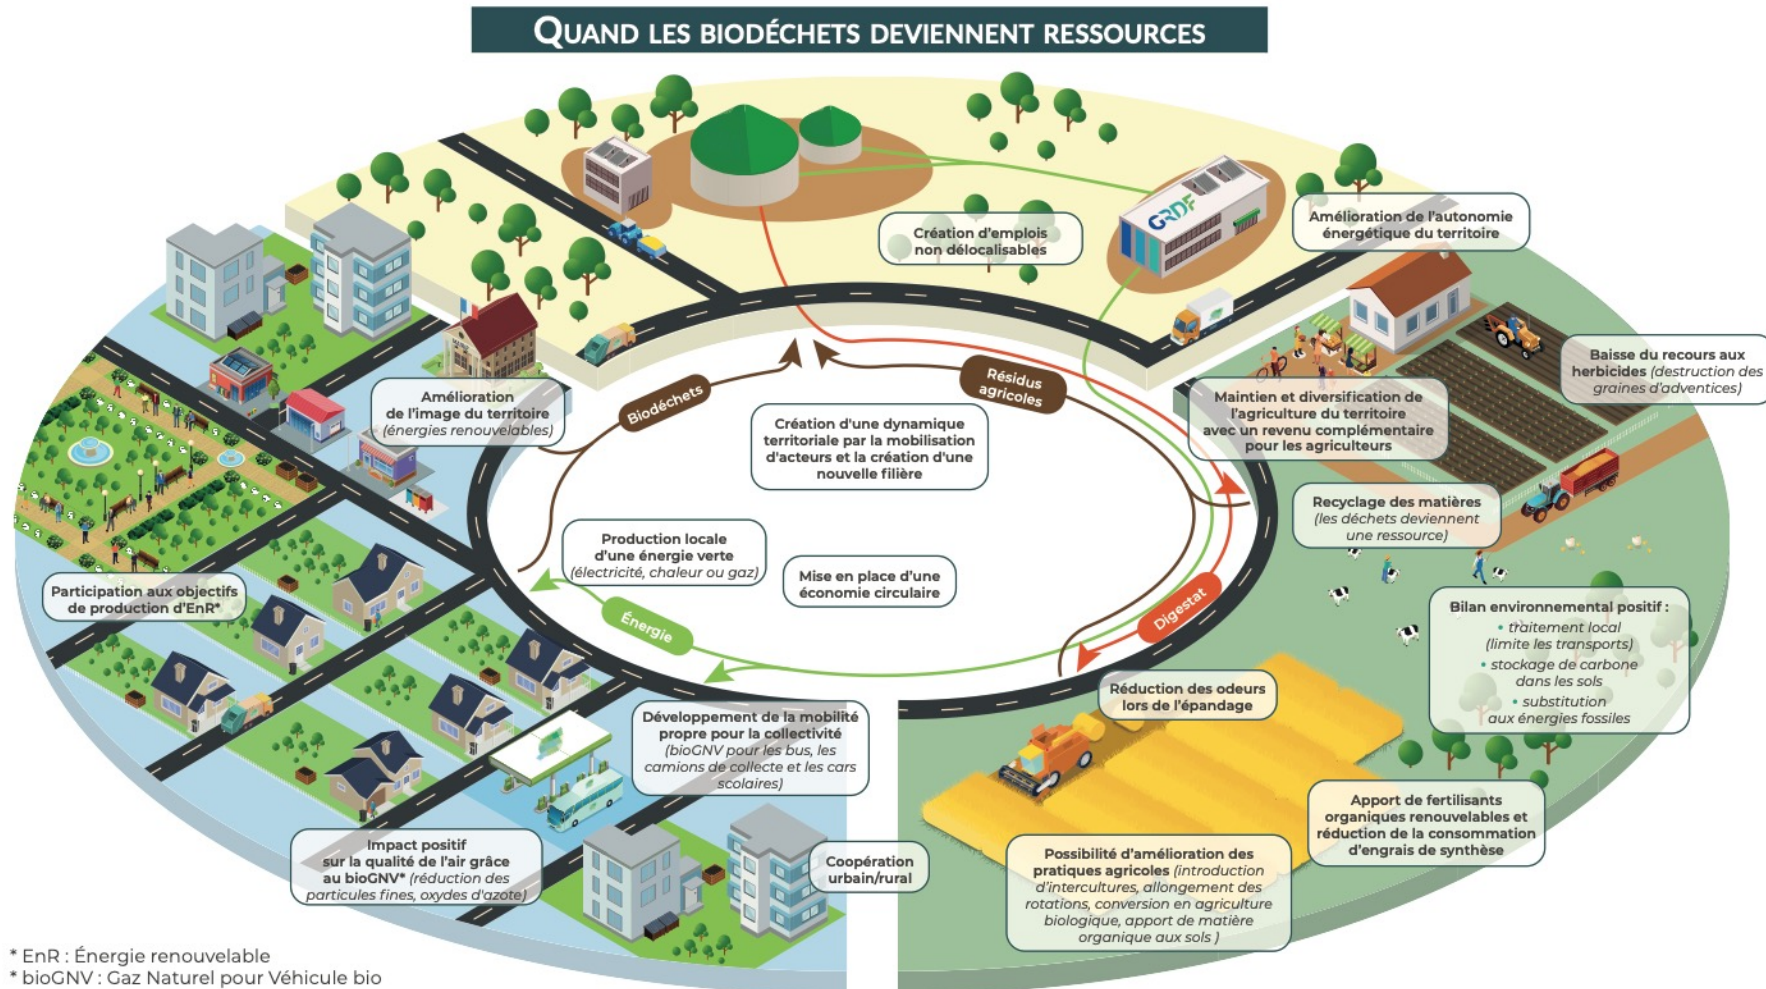 QUAND LES BIODÉCHETS DEVIENNENT RESSOURCES
GRDF
Création d'emplois
non délocalisables
Amélioration de l'autonomie
énergétique du territoire
MAIRIE
Amélioration
de l'image du territoire
(énergies renouvelables)
Biodéchets
Résidus
agricoles
Création d'une dynamique
territoriale par la mobilisation
d'acteurs et la création d'une
nouvelle filière
Maintien et diversification de
l'agriculture du territoire
avec un revenu complémentaire
pour les agriculteurs
Baisse du recours aux
herbicides (destruction des
graines d'adventices)
Recyclage des matières
(les déchets deviennent
une ressource)
Production locale
d'une énergie verte
(électricité, chaleur ou gaz)
Mise en place d'une
économie circulaire
Participation aux objectifs
de production d'EnR*
Énergie
Digestat
Bilan environnemental positif :
• traitement local
(limite les transports)
• stockage de carbone
dans les sols
• substitution
aux énergies fossiles
Réduction des odeurs
lors de l'épandage
Développement de la mobilité
propre pour la collectivité
(bioGNV pour les bus, les
camions de collecte et les cars
scolaires)
Apport de fertilisants
organiques renouvelables et
réduction de la consommation
d'engrais de synthèse
Impact positif
sur la qualité de l'air grâce
au bioGNV* (réduction des
particules fines, oxydes d'azote)
Coopération
urbain/rural
Possibilité d'amélioration des
pratiques agricoles (introduction
d'intercultures, allongement des
rotations, conversion en agriculture
biologique, apport de matière
organique aux sols )
* EnR : Énergie renouvelable
* bioGNV : Gaz Naturel pour Véhicule bio